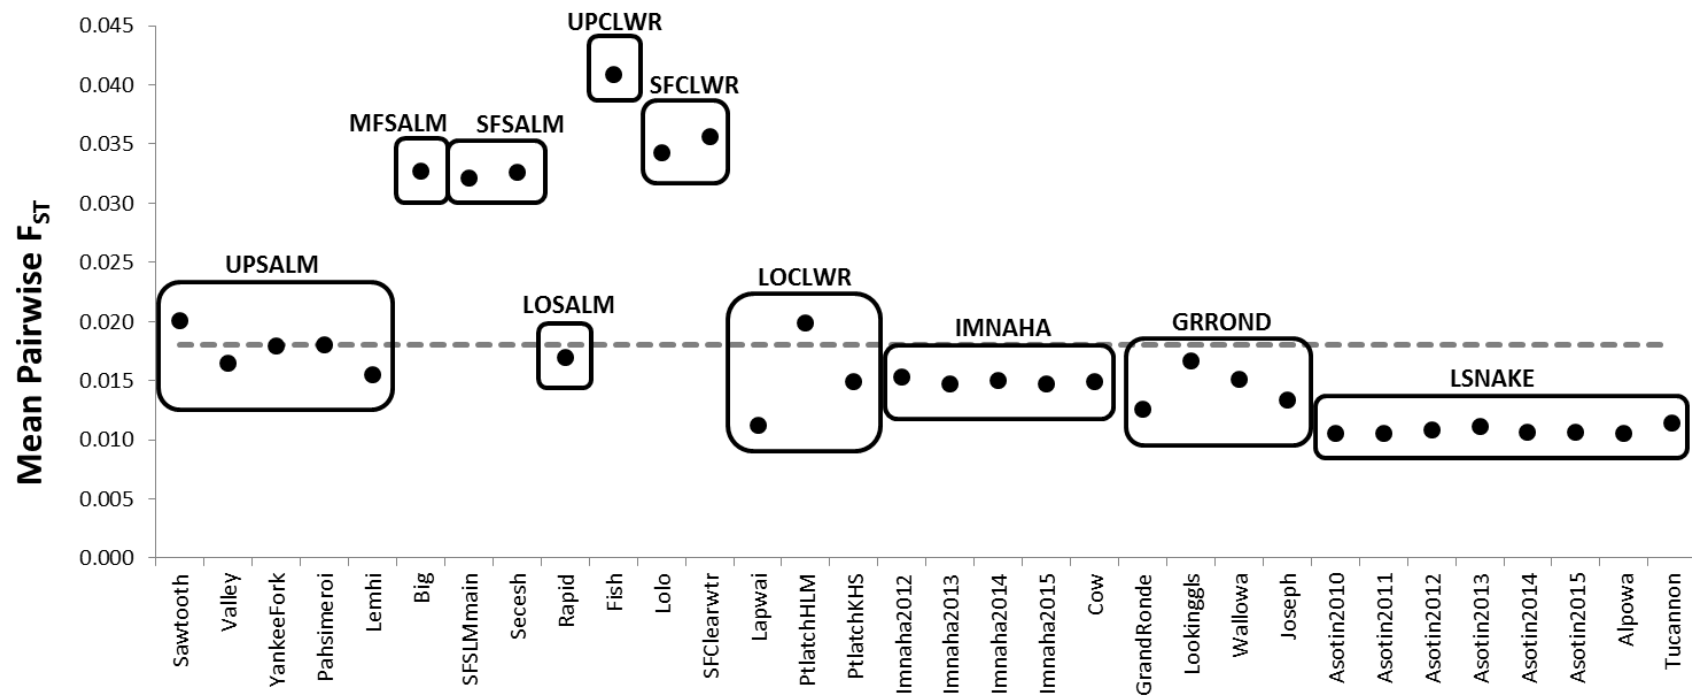 0.045
0.040
0.035
0.030
0.025
0.020
0.015
0.010
0.005
0.000
Mean Pairwise FST
UPSALM
MFSALM
SFSALM
LOSALM
UPCLWR
SFCLWR
LOCLWR
IMNAHA
GRROND
LSNAKE
Sawtooth
Valley
YankeeFork
Pahsimeroi
Lemhi
Big
SFSLMmain
Secesh
Rapid
Fish
Lolo
SFClearwtr
Lapwai
PtlatchHLM
PtlatchKHS
Imnaha2012
Imnaha2013
Imnaha2014
Imnaha2015
Cow
GrandRonde
Lookinggls
Wallowa
Joseph
Asotin2010
Asotin2011
Asotin2012
Asotin2013
Asotin2014
Asotin2015
Alpowa
Tucannon